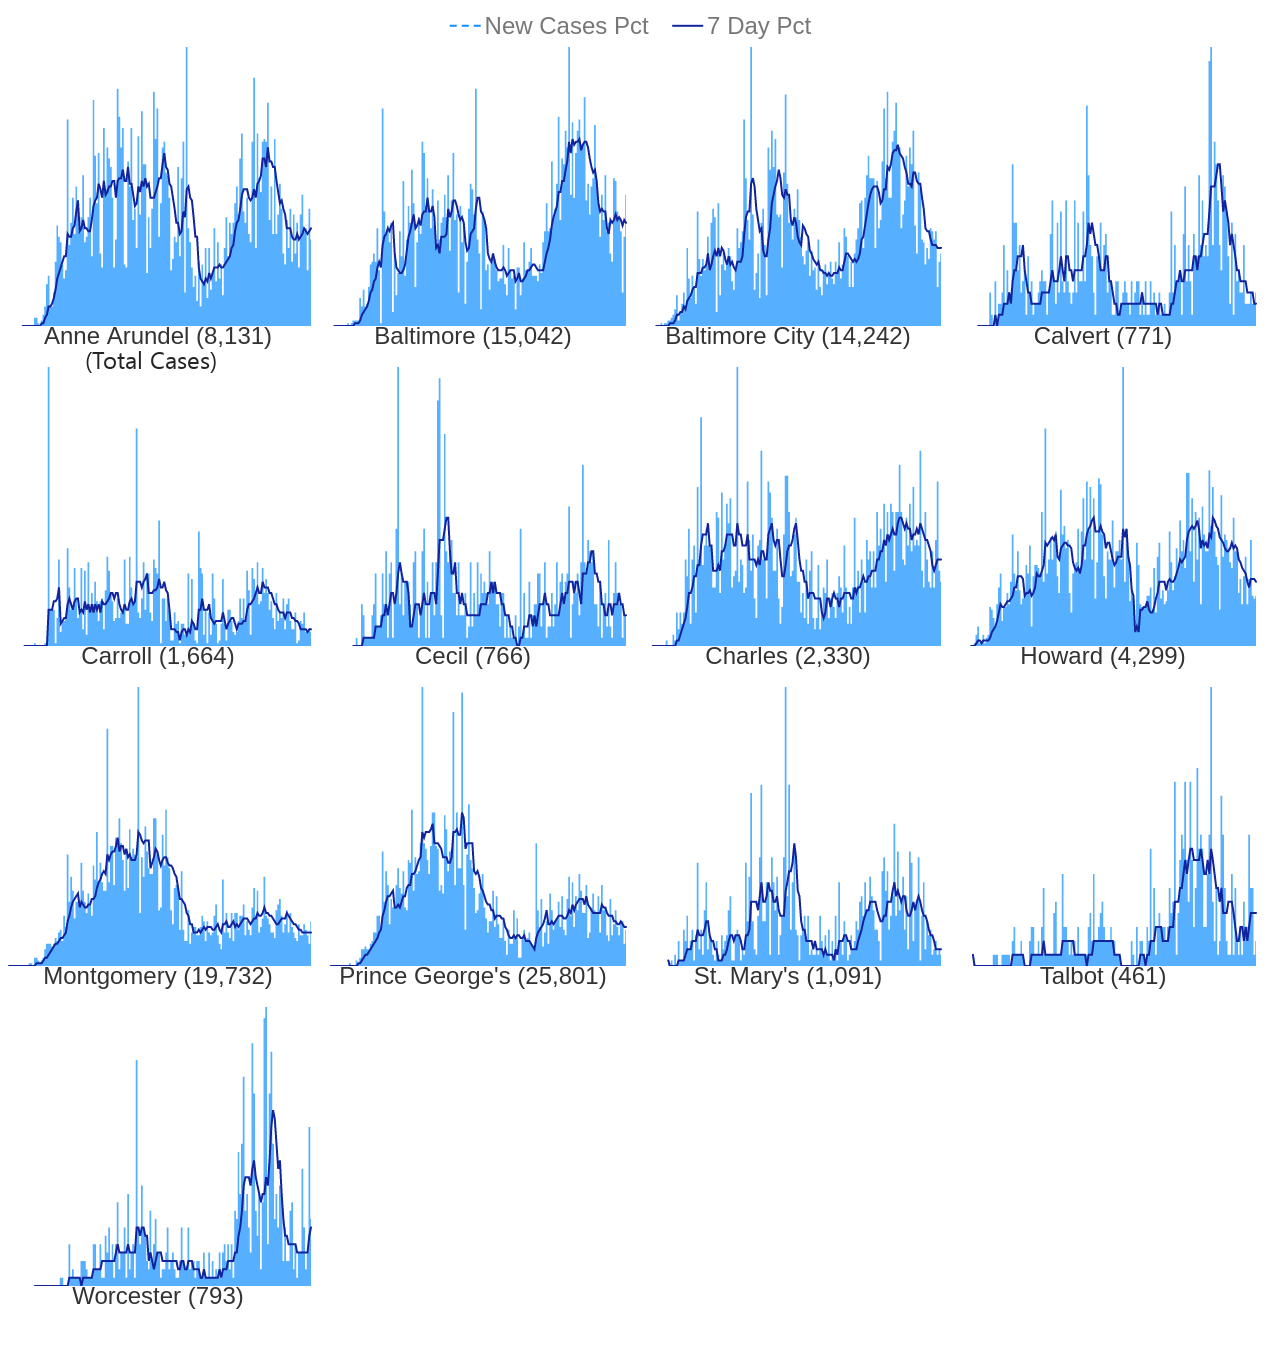 New Cases Pct 7 Day Pct
Anne Arundel (8,131) Baltimore (15,042) Baltimore City (14,242) Calvert (771)
(Total Cases)
Carroll (1,664) Cecil (766) Charles (2,330) Howard (4,299)
Montgomery (19,732) Prince George's (25,801) St. Mary's (1,091) Talbot (461)
Worcester (793)